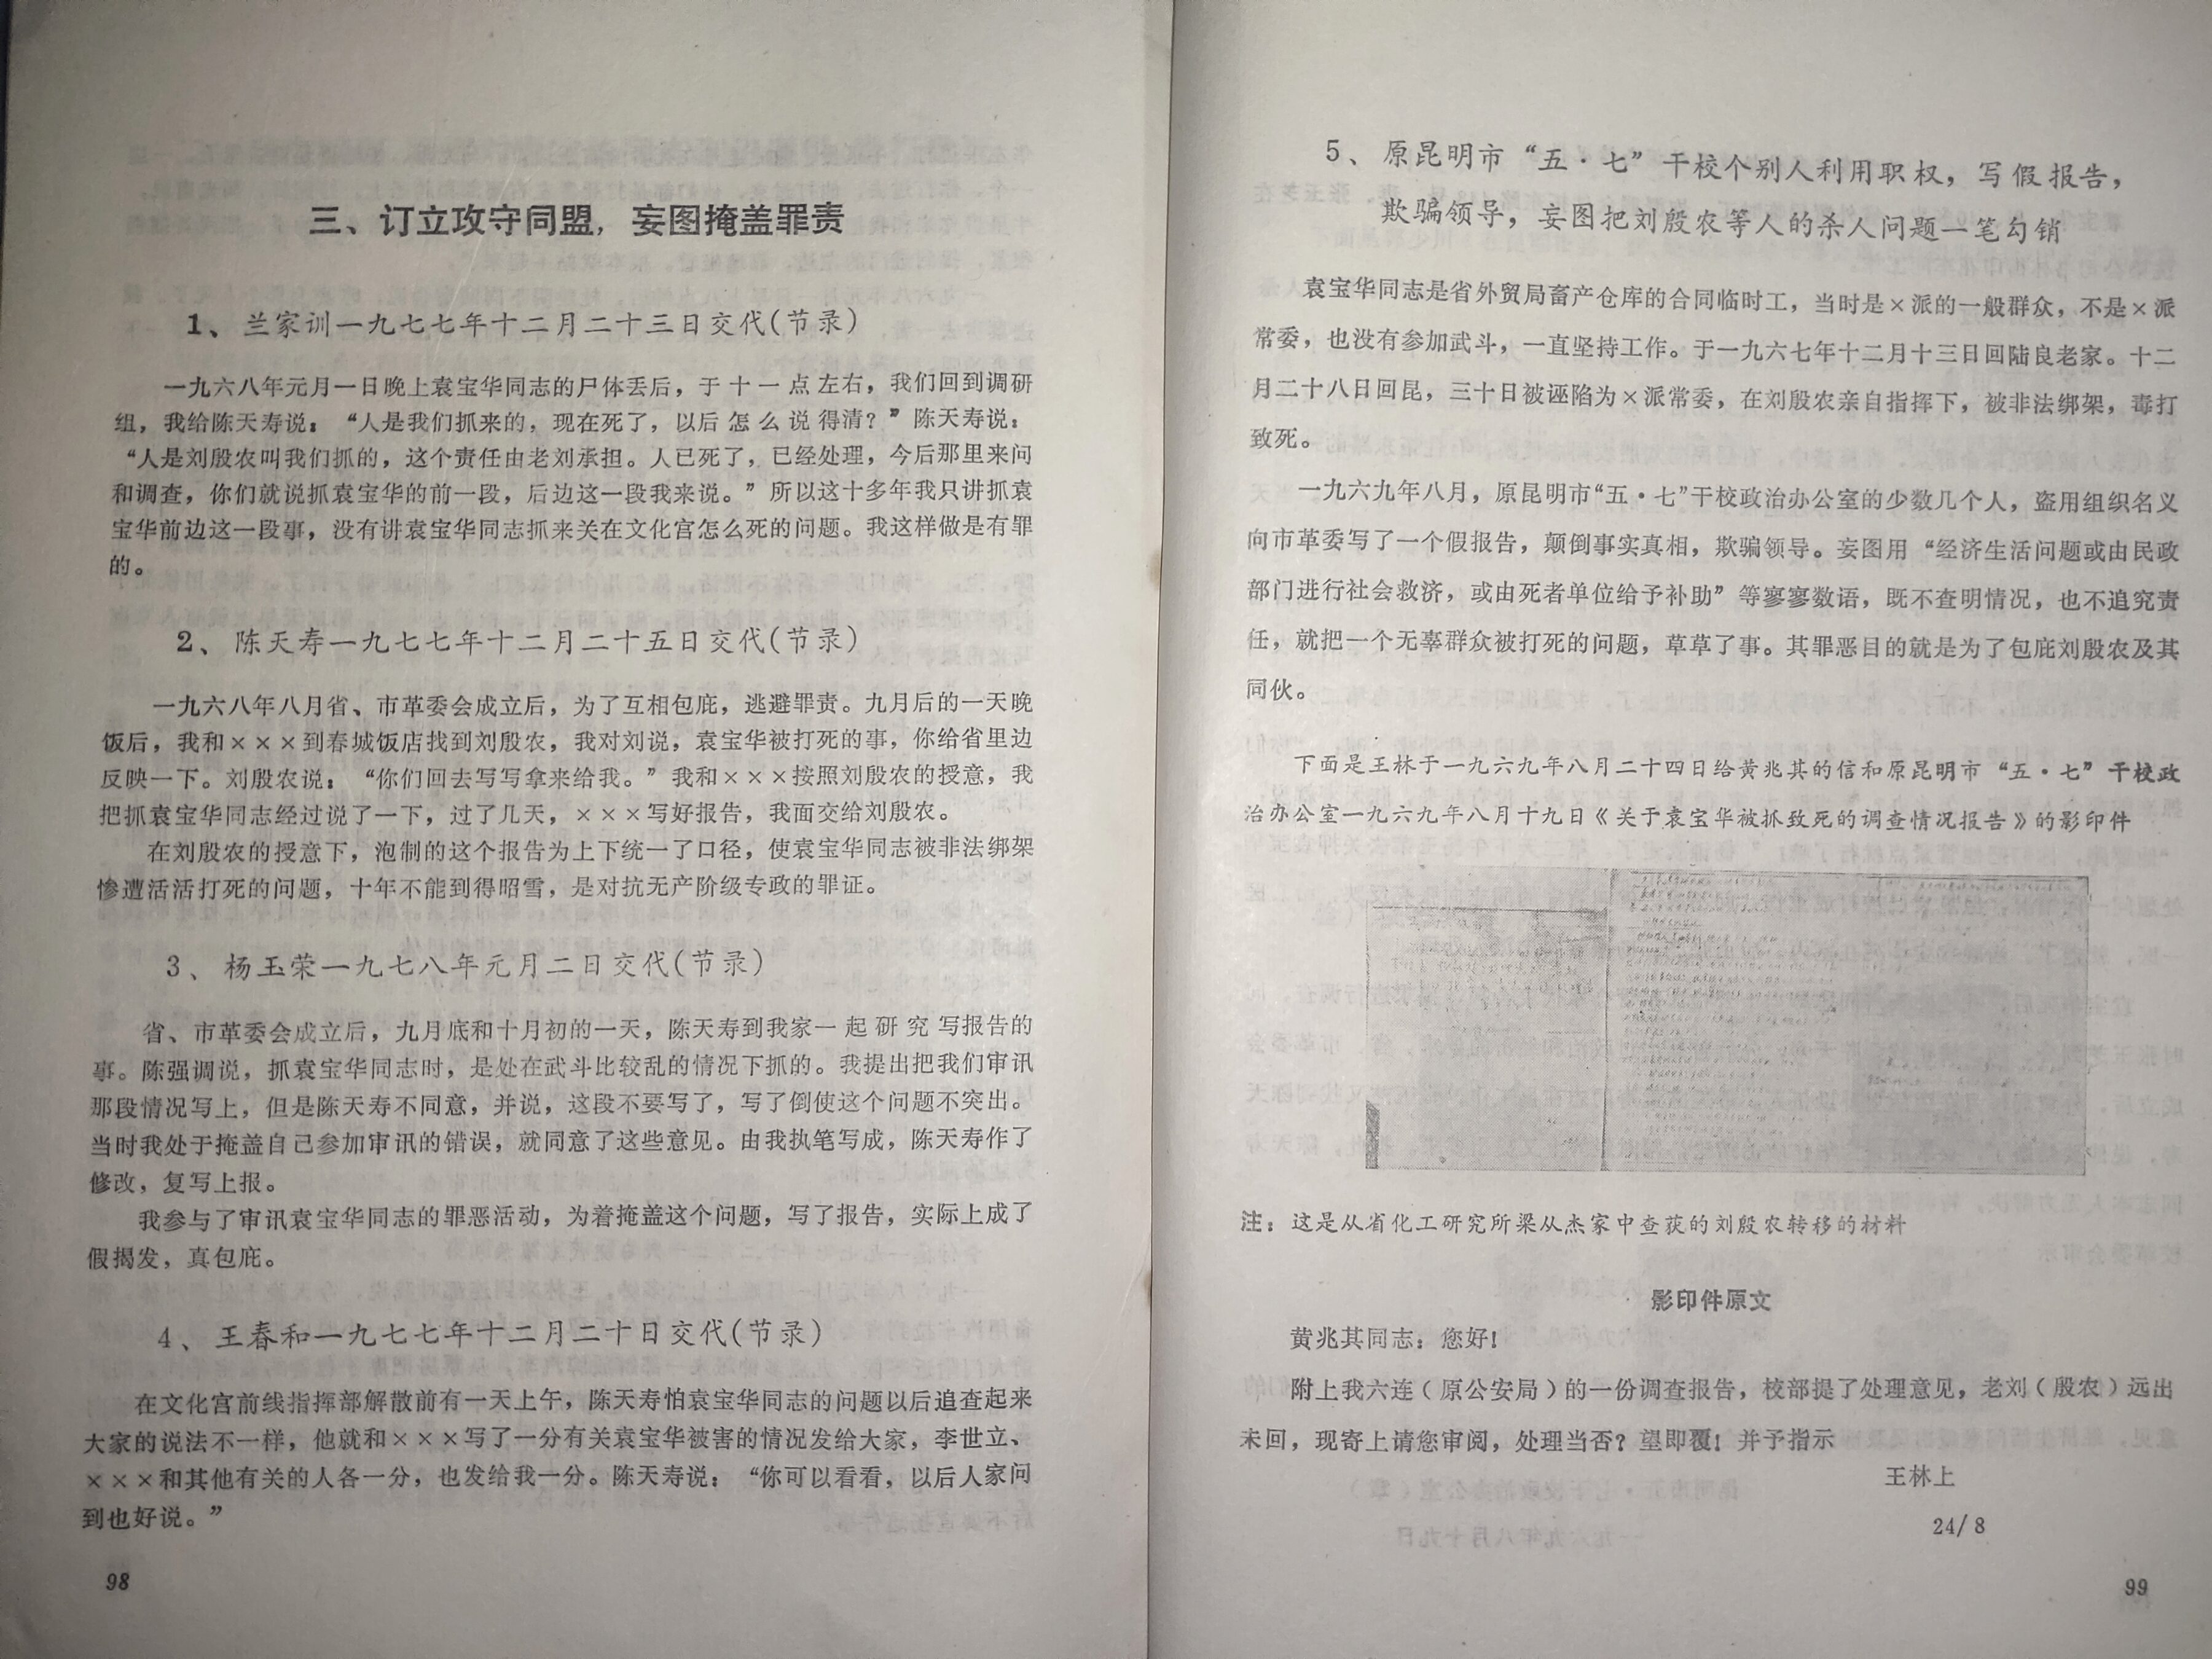 三、订立攻守同盟，妄图掩盖罪责
1、兰家训一九七七年十二月二十三日交代(节录)
一九六八年元月一日晚上袁宝华同志的尸体丢后，于十一点左右，我们回到调研
组，我给陈天寿说：“人是我们抓来的，现在死了，以后怎么说得清？”陈天寿说：
“人是刘殷农叫我们抓的，这个责任由老刘承担。人已死了，已经处理，今后那里来问
和调查，你们就说抓袁宝华的前一段，后边这一段我来说。”所以这十多年我只讲抓袁
宝华前边这一段事，没有讲袁宝华同志抓来关在文化宫怎么死的问题。我这样做是有罪
的。
2、陈天寿一九七七年十二月二十五日交代(节录)
一九六八年八月省、市革委会成立后，为了互相包庇，逃避罪责。九月后的一天晚
饭后，我和×××到春城饭店找到刘殷农，我对刘说，袁宝华被打死的事，你给省里边
反映一下。刘殷农说：“你们回去写写拿来给我。”我和×××按照刘殷农的授意，我
把抓袁宝华同志经过说了一下，过了几天，×××写好报告，我面交给刘殷农。
在刘殷农的授意下，泡制的这个报告为上下统一了口径，使袁宝华同志被非法绑架
惨遭活活打死的问题，十年不能到得昭雪，是对抗无产阶级专政的罪证。
3、杨玉荣一九七八年元月二日交代(节录)
省、市革委会成立后，九月底和十月初的一天，陈天寿到我家一起研究写报告的
事。陈强调说，抓袁宝华同志时，是处在武斗比较乱的情况下抓的。我提出把我们审讯
那段情况写上，但是陈天寿不同意，并说，这段不要写了，写了倒使这个问题不突出。
当时我处于掩盖自己参加审讯的错误，就同意了这些意见。由我执笔写成，陈天寿作了
修改，复写上报。
我参与了审讯袁宝华同志的罪恶活动，为着掩盖这个问题，写了报告，实际上成了
假揭发，真包庇。
4、王春和一九七七年十二月二十日交代(节录)
在文化宫前线指挥部解散前有一天上午，陈天寿怕袁宝华同志的问题以后追查起来
大家的说法不一样，他就和×××写了一分有关袁宝华被害的情况发给大家，李世立、
×××和其他有关的人各一分，也发给我一分。陈天寿说：“你可以看看，以后人家问
到也好说。”
98
5、原昆明市“五·七”干校个别人利用职权，写假报告，
欺骗领导，妄图把刘殷农等人的杀人问题一笔勾销
袁宝华同志是省外贸局畜产仓库的合同临时工，当时是×派的一般群众，不是×派
常委，也没有参加武斗，一直坚持工作。于一九六七年十二月十三日回陆良老家。十二
月二十八日回昆，三十日被诬陷为×派常委，在刘殷农亲自指挥下，被非法绑架，毒打
致死。
一九六九年八月，原昆明市“五·七”干校政治办公室的少数几个人，盗用组织名义
向市革委写了一个假报告，颠倒事实真相，欺骗领导。妄图用“经济生活问题或由民政
部门进行社会救济，或由死者单位给予补助”等寥寥数语，既不查明情况，也不追究责
任，就把一个无辜群众被打死的问题，草草了事。其罪恶目的就是为了包庇刘殷农及其
同伙。
下面是王林于一九六九年八月二十四日给黄兆其的信和原昆明市“五·七”干校政
治办公室一九六九年八月十九日《关于袁宝华被抓致死的调查情况报告》的影印件
注：这是从省化工研究所梁从杰家中查获的刘殷农转移的材料
影印件原文
黄兆其同志：您好！
附上我六连（原公安局）的一份调查报告，校部提了处理意见，老刘（殷农）远出
未回，现寄上请您审阅，处理当否？望即覆！并予指示
王林上
24/8
99